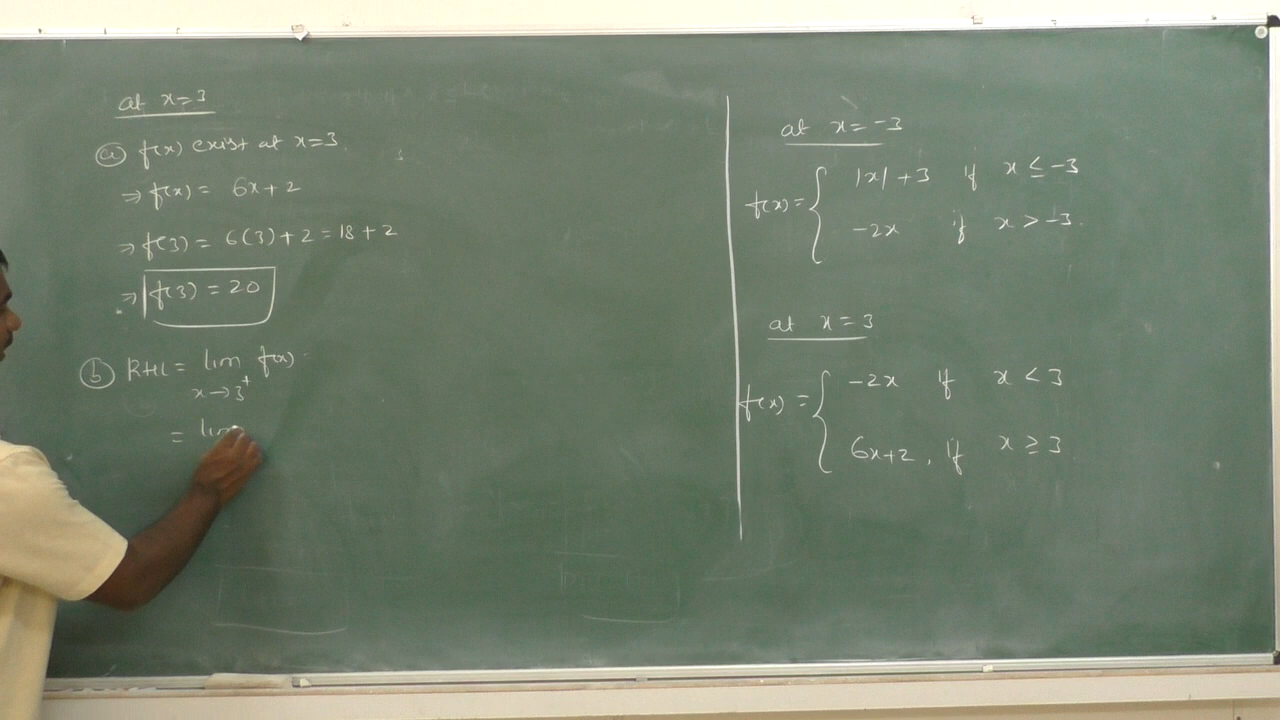 at x=3
(a) f(x) exist at x=3.
⇒ f(x) = 6x+2
⇒ f(3) = 6(3)+2 = 18+2
⇒ f(3) = 20
(b) RHL = lim f(x) =
x→3⁺
= lim
at x=-3
f(x) = { |x|+3 if x ≤ -3
-2x if x > -3.
at x=3
f(x) = { -2x if x < 3
6x+2, if x ≥ 3